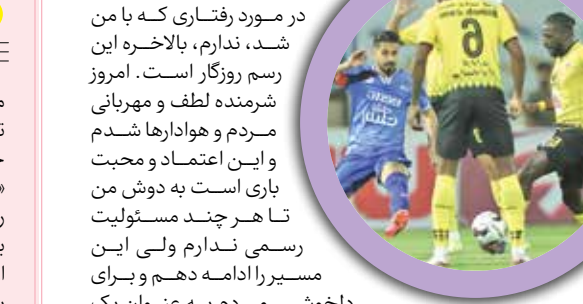 در مورد رفتاری که با من
شد، ندارم، بالاخره این
رسم روزگار است. امروز
شرمنده لطف و مهربانی
مردم و هوادارها شدم
و این اعتماد و محبت
باری است به دوش من
تا هر چند مسئولیت
رسمی ندارم ولی این
مسیر را ادامه دهم و برای
6